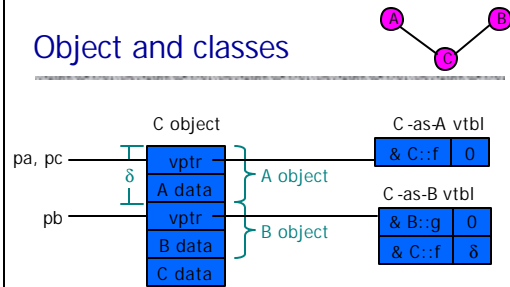 A B
C
Object and classes
C object
C-as-A vtbl
pa, pc
vptr
& C::f 0
δ
A object
A data
C-as-B vtbl
pb
vptr
& B::g 0
B object
B data
& C::f δ
C data